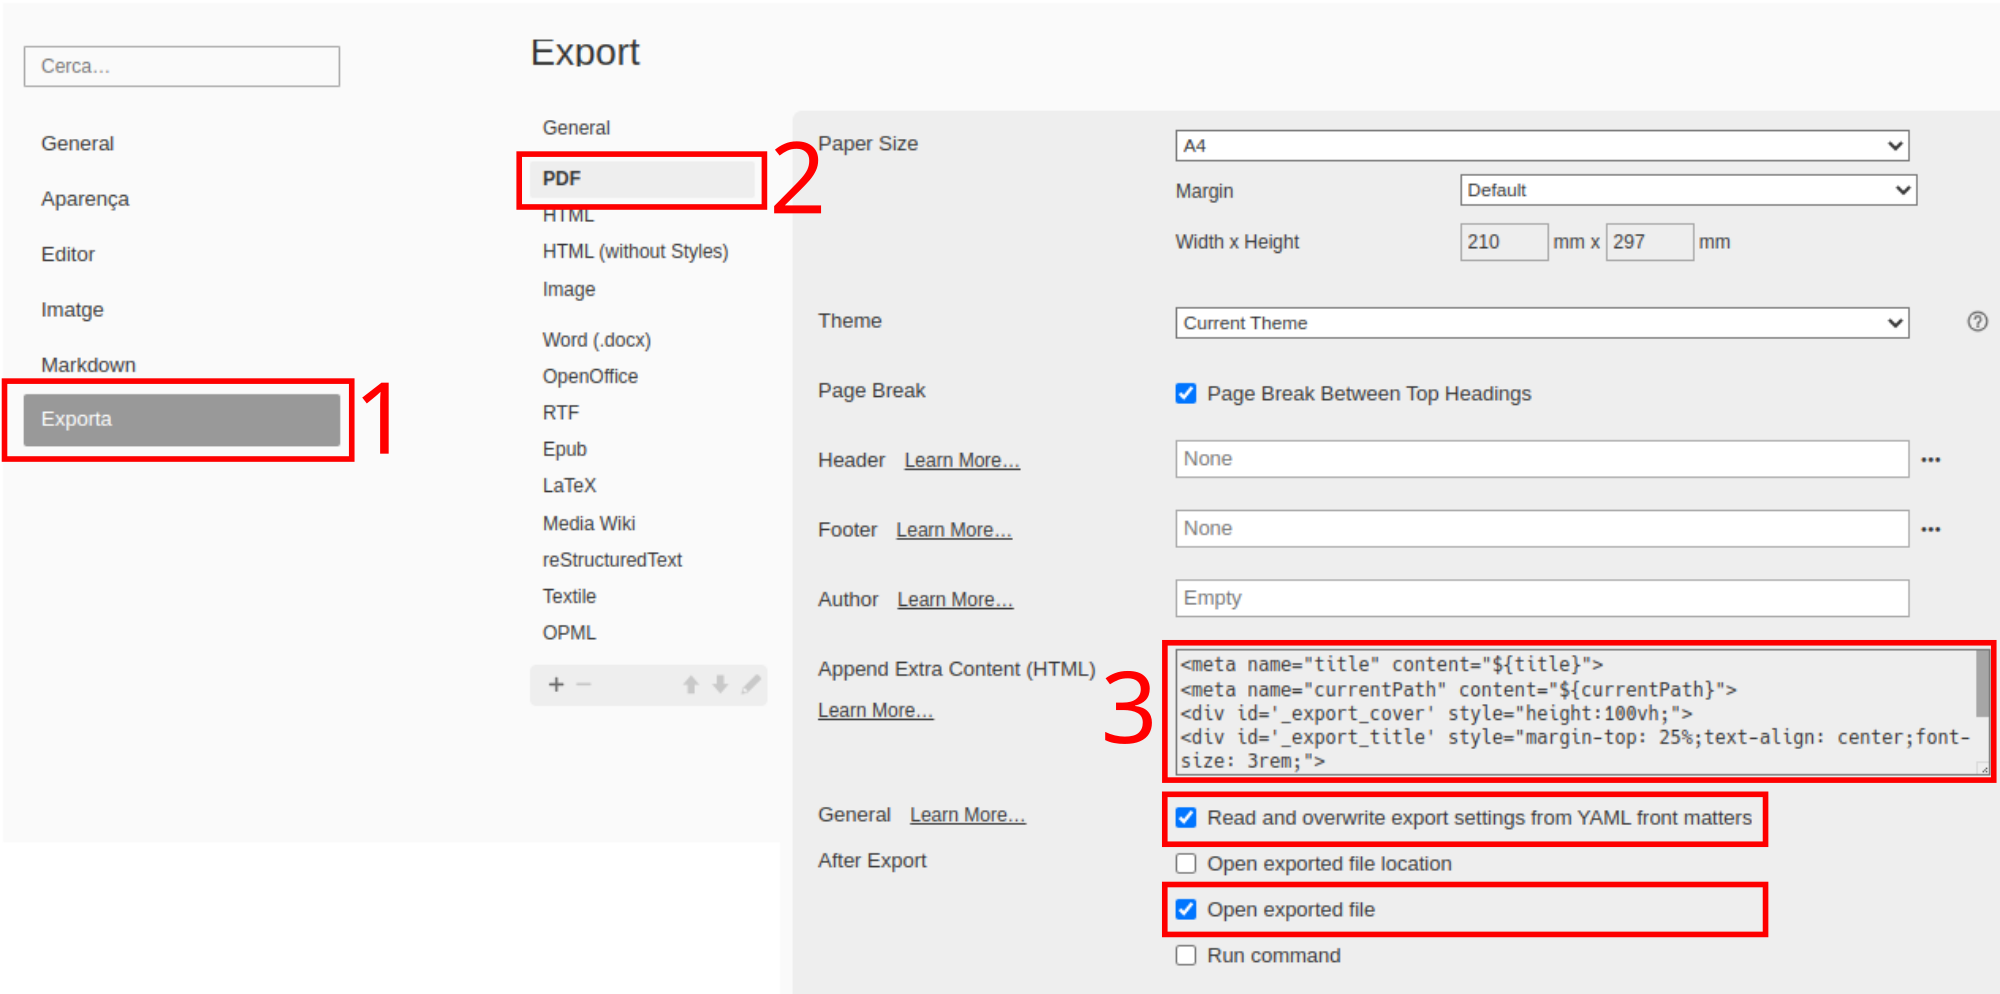 Cerca...
General
Aparença
Editor
Imatge
Markdown
Exporta
1
Export
General
PDF
2
HTML
HTML (without Styles)
Image
Word (.docx)
OpenOffice
RTF
Epub
LaTeX
Media Wiki
reStructuredText
Textile
OPML
Paper Size
A4
Margin
Default
Width x Height
210 mm x 297 mm
Theme
Current Theme
Page Break
Page Break Between Top Headings
Header Learn More...
None
Footer Learn More...
None
Author Learn More...
Empty
Append Extra Content (HTML)
Learn More...
3
<meta name="title" content="${title}">
<meta name="currentPath" content="${currentPath}">
<div id='_export_cover' style="height:100vh;">
<div id='_export_title' style="margin-top: 25%;text-align: center;font-
size: 3rem;">
General Learn More...
Read and overwrite export settings from YAML front matters
After Export
Open exported file location
Open exported file
Run command